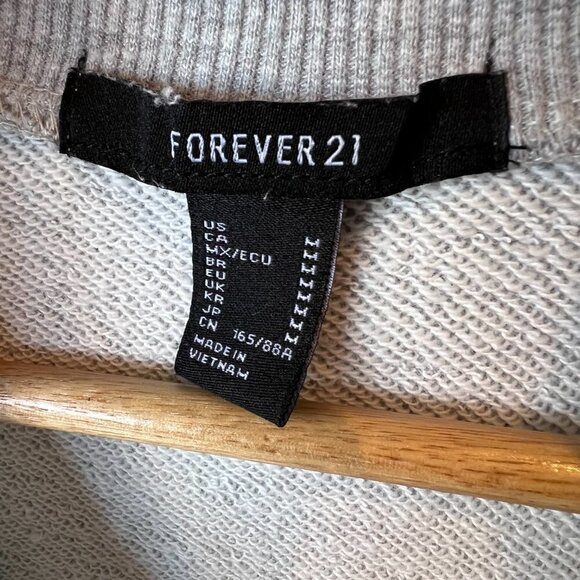 FOREVER 21
US M
CA M
MX/ECU M
BR M
EU M
UK M
KR M
JP M
CN 165/88A
MADE IN
VIETNAM